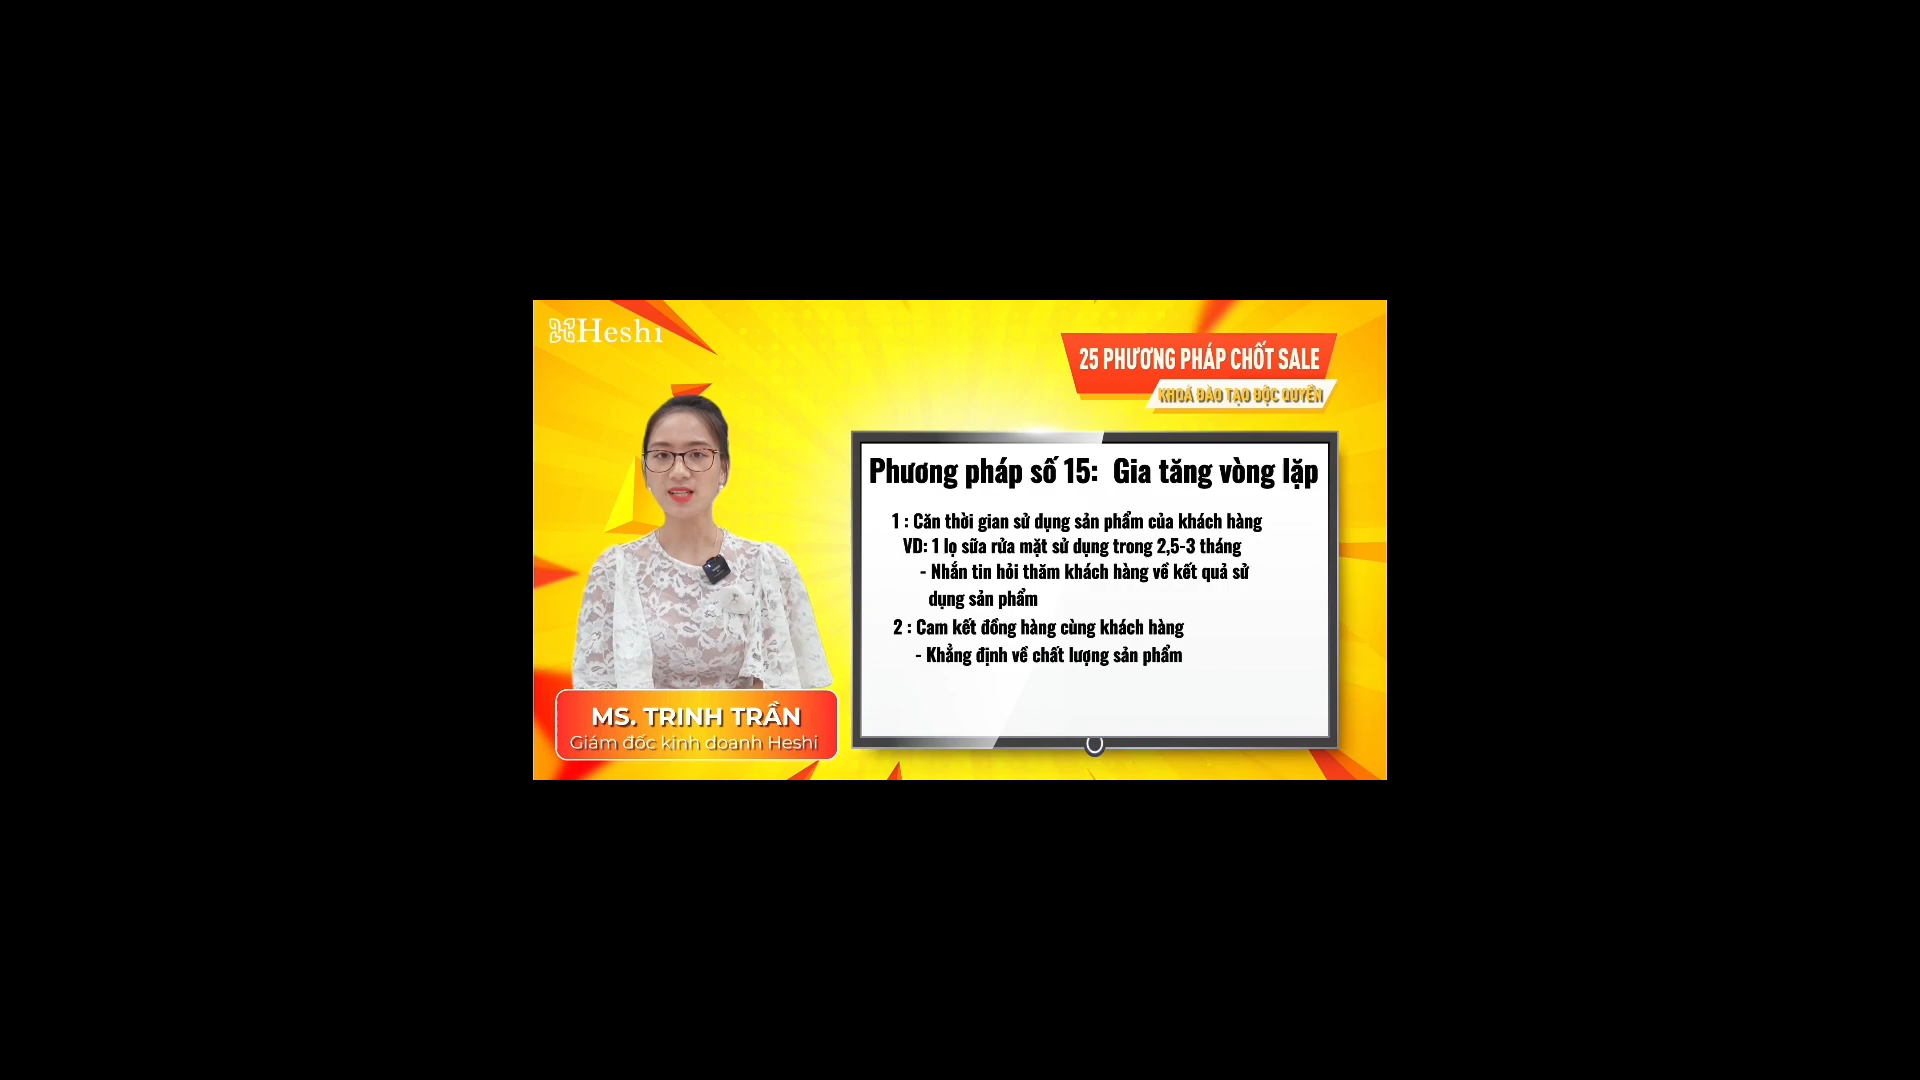 Heshi
25 PHƯƠNG PHÁP CHỐT SALE
KHOÁ ĐÀO TẠO ĐỘC QUYỀN
Phương pháp số 15: Gia tăng vòng lặp
1 : Căn thời gian sử dụng sản phẩm của khách hàng
VD: 1 lọ sữa rửa mặt sử dụng trong 2,5-3 tháng
- Nhắn tin hỏi thăm khách hàng về kết quả sử
dụng sản phẩm
2 : Cam kết đồng hàng cùng khách hàng
- Khẳng định về chất lượng sản phẩm
MS. TRINH TRẦN
Giám đốc kinh doanh Heshi